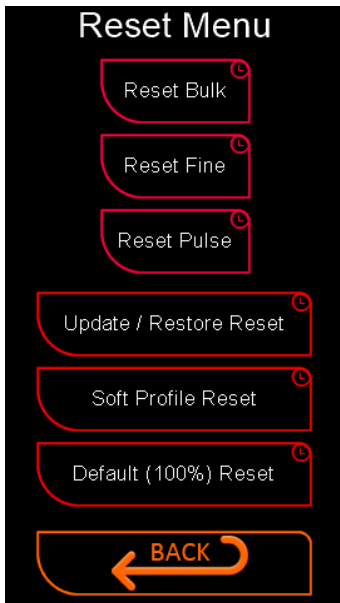 Reset Menu
Reset Bulk
Reset Fine
Reset Pulse
Update / Restore Reset
Soft Profile Reset
Default (100%) Reset
BACK